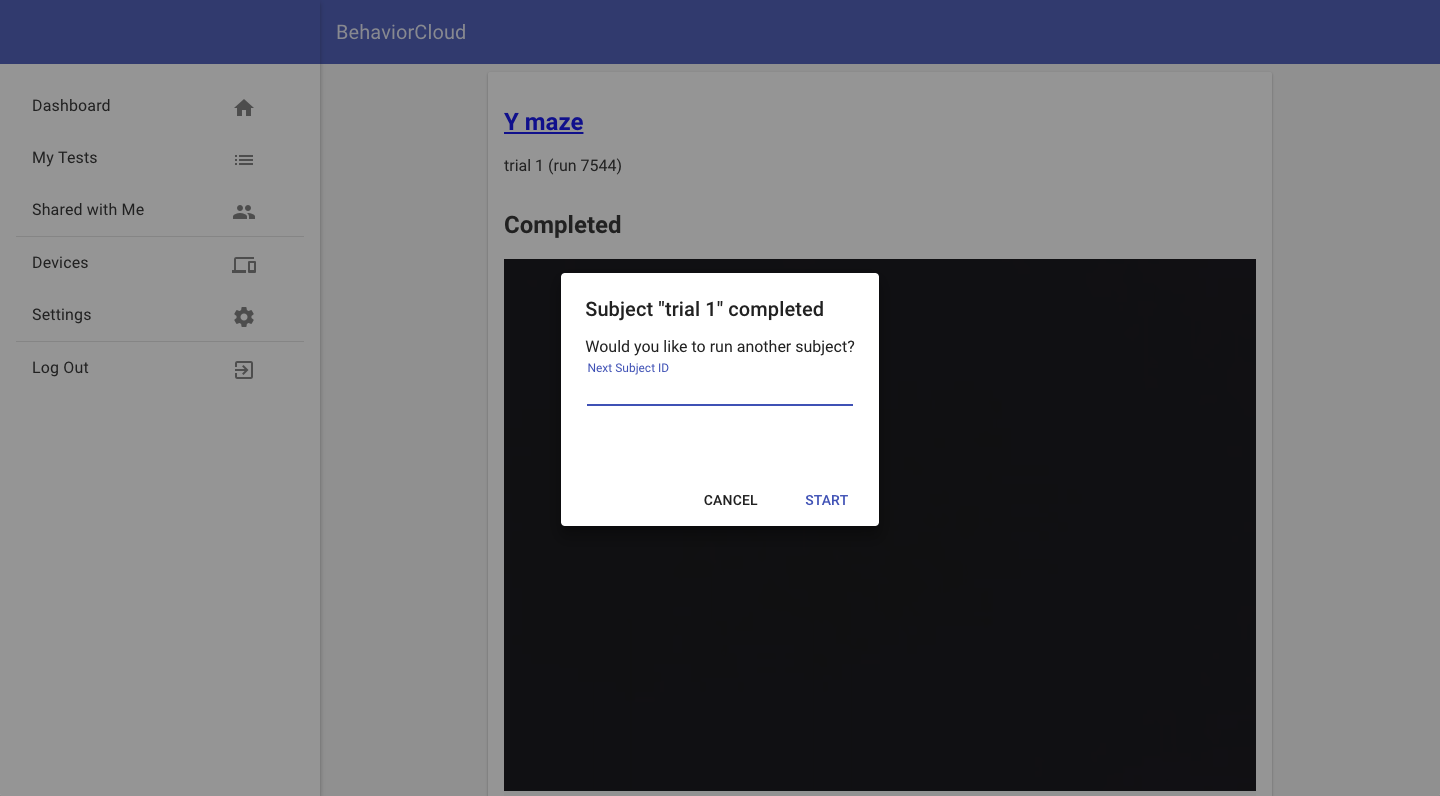 BehaviorCloud
Dashboard
My Tests
Shared with Me
Devices
Settings
Log Out
Y maze
trial 1 (run 7544)
Completed
Subject "trial 1" completed
Would you like to run another subject?
Next Subject ID
CANCEL
START